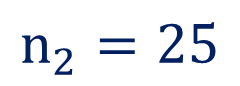 n₂ = 25